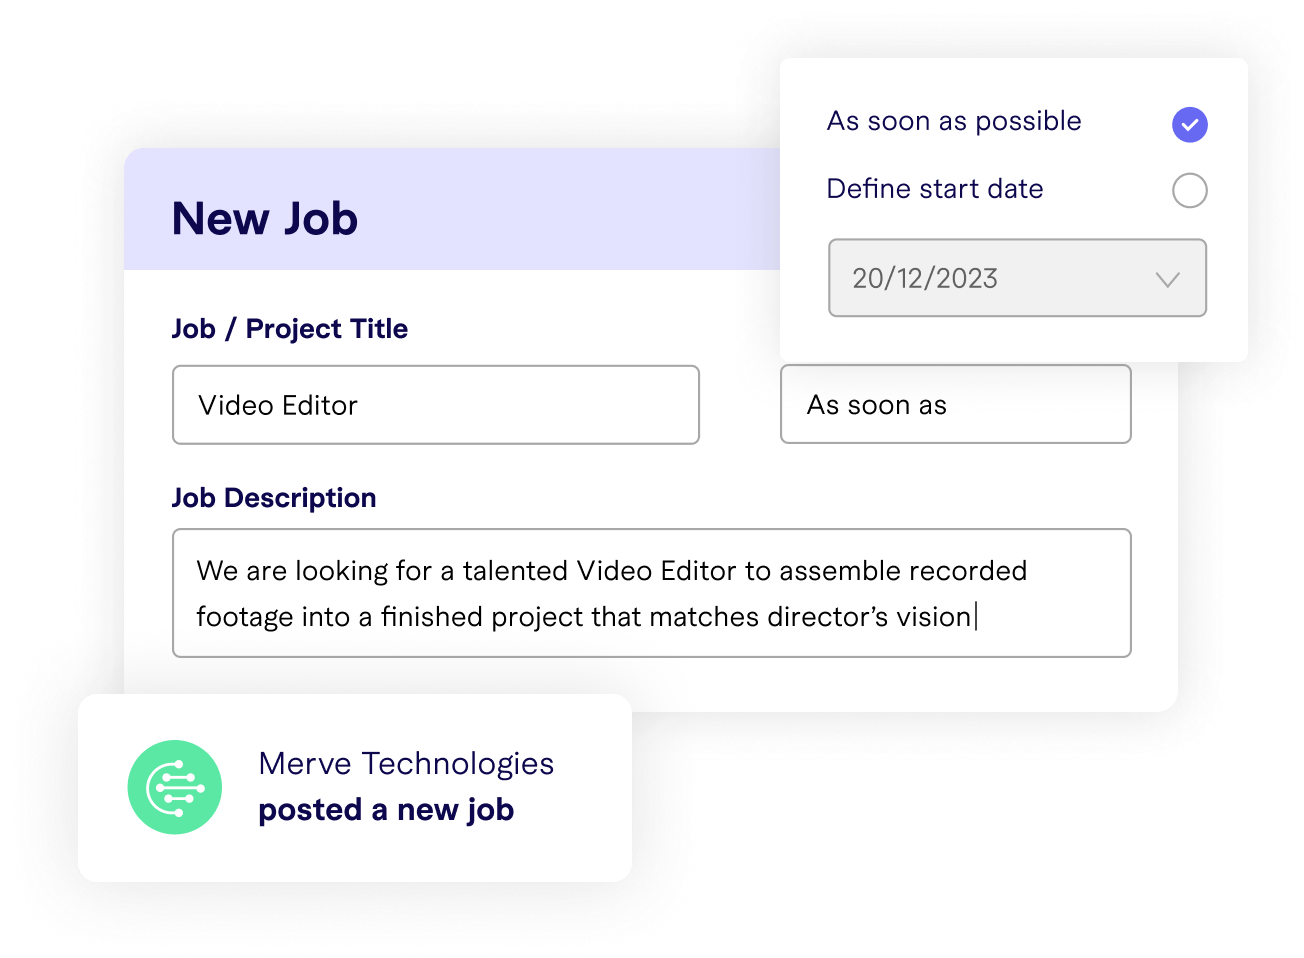 As soon as possible
Define start date
20/12/2023
New Job
Job / Project Title
Video Editor
As soon as
Job Description
We are looking for a talented Video Editor to assemble recorded
footage into a finished project that matches director’s vision
Merve Technologies
posted a new job